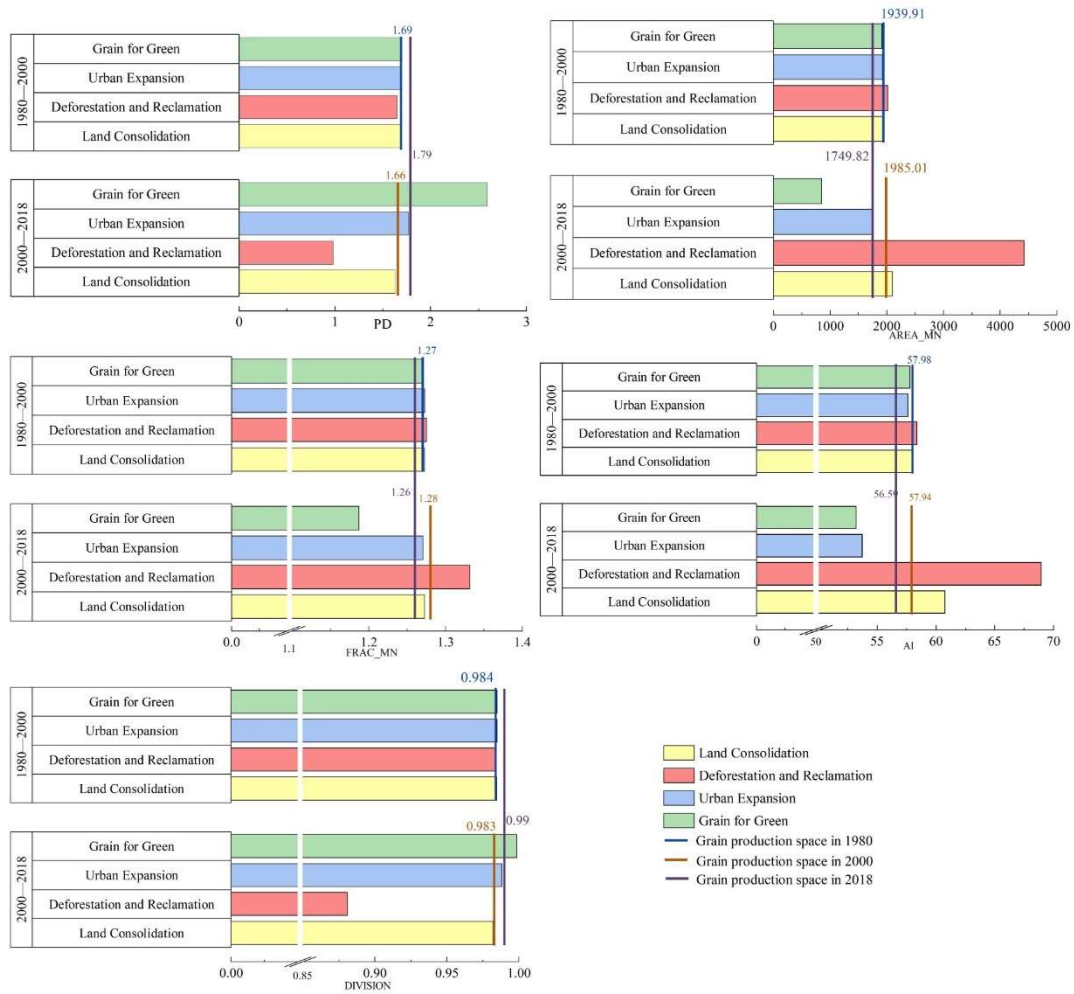 1.69
1980—2000
Grain for Green
Urban Expansion
Deforestation and Reclamation
Land Consolidation
1.79
1.66
2000—2018
Grain for Green
Urban Expansion
Deforestation and Reclamation
Land Consolidation
0 1 2 3
PD
1939.91
1980—2000
Grain for Green
Urban Expansion
Deforestation and Reclamation
Land Consolidation
1749.82
1985.01
2000—2018
Grain for Green
Urban Expansion
Deforestation and Reclamation
Land Consolidation
0 1000 2000 3000 4000 5000
AREA_MN
1.27
1980—2000
Grain for Green
Urban Expansion
Deforestation and Reclamation
Land Consolidation
1.26 1.28
2000—2018
Grain for Green
Urban Expansion
Deforestation and Reclamation
Land Consolidation
0.0 1.1 1.2 1.3 1.4
FRAC_MN
57.98
1980—2000
Grain for Green
Urban Expansion
Deforestation and Reclamation
Land Consolidation
56.59 57.94
2000—2018
Grain for Green
Urban Expansion
Deforestation and Reclamation
Land Consolidation
0 50 55 60 65 70
AI
0.984
1980—2000
Grain for Green
Urban Expansion
Deforestation and Reclamation
Land Consolidation
0.983 0.99
2000—2018
Grain for Green
Urban Expansion
Deforestation and Reclamation
Land Consolidation
0.00 0.85 0.90 0.95 1.00
DIVISION
Land Consolidation
Deforestation and Reclamation
Urban Expansion
Grain for Green
Grain production space in 1980
Grain production space in 2000
Grain production space in 2018